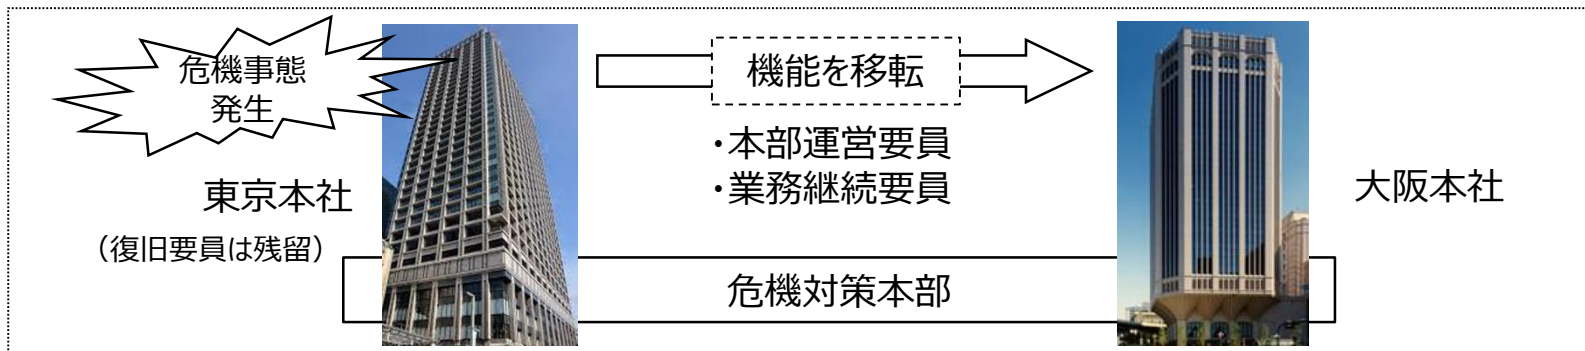 危機事態
発生
機能を移転
・本部運営要員
・業務継続要員
東京本社
（復旧要員は残留）
大阪本社
危機対策本部